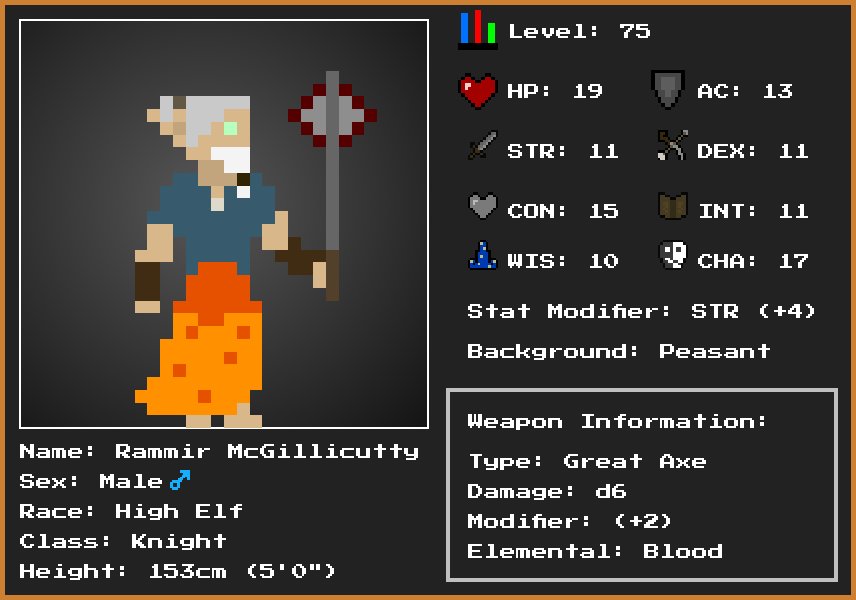 Level: 75
HP: 19 AC: 13
STR: 11 DEX: 11
CON: 15 INT: 11
WIS: 10 CHA: 17
Stat Modifier: STR (+4)
Background: Peasant
Weapon Information:
Type: Great Axe
Damage: d6
Modifier: (+2)
Elemental: Blood
Name: Rammir McGillicutty
Sex: Male♂
Race: High Elf
Class: Knight
Height: 153cm (5'0")